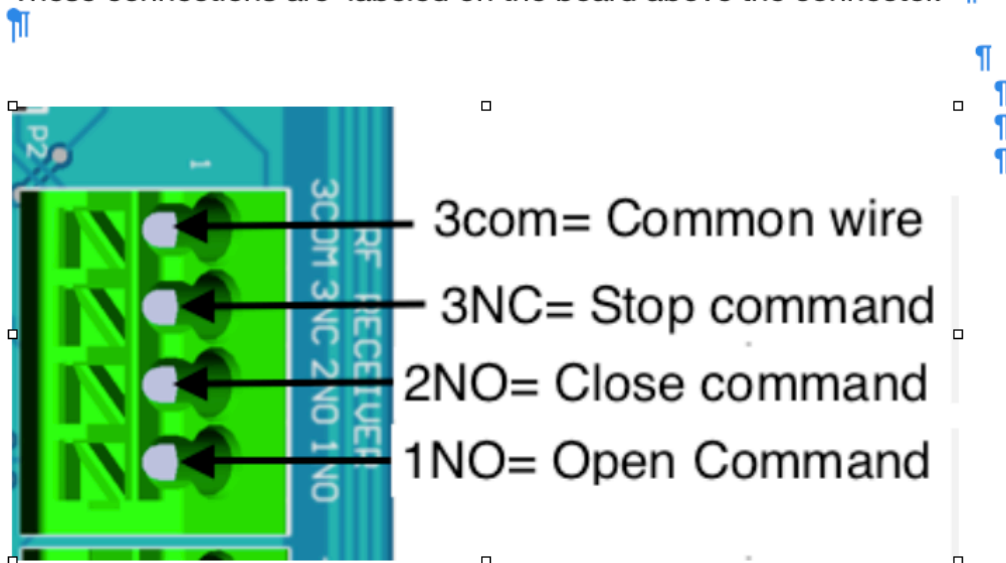 These connections are labeled on the board above the connector. ¶
¶
¶
¶
¶
¶
P2
1
3COM 3NC 2NO 1NO
RF RECEIVER
3com= Common wire
3NC= Stop command
2NO= Close command
1NO= Open Command